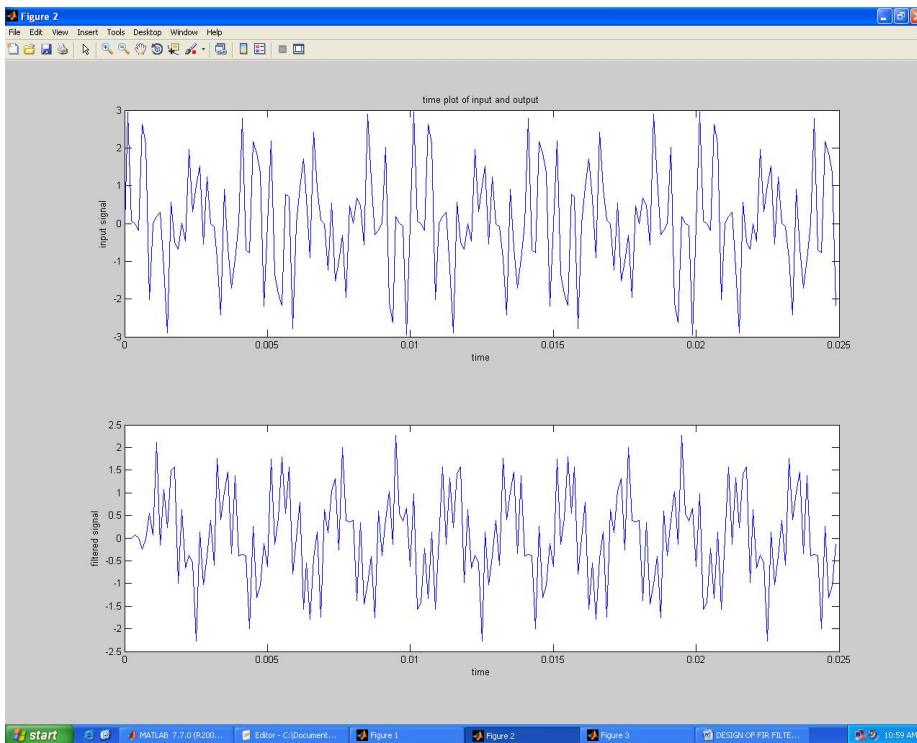 Figure 2
File Edit View Insert Tools Desktop Window Help
time plot of input and output
3
2
1
0
-1
-2
-3
input signal
0 0.005 0.01 0.015 0.02 0.025
time
2.5
2
1.5
1
0.5
0
-0.5
-1
-1.5
-2
-2.5
filtered signal
0 0.005 0.01 0.015 0.02 0.025
time
start MATLAB 7.7.0 (R200... Editor - C:\Document... Figure 1 Figure 2 Figure 3 DESIGN OF FIR FILTE... 10:59 AM